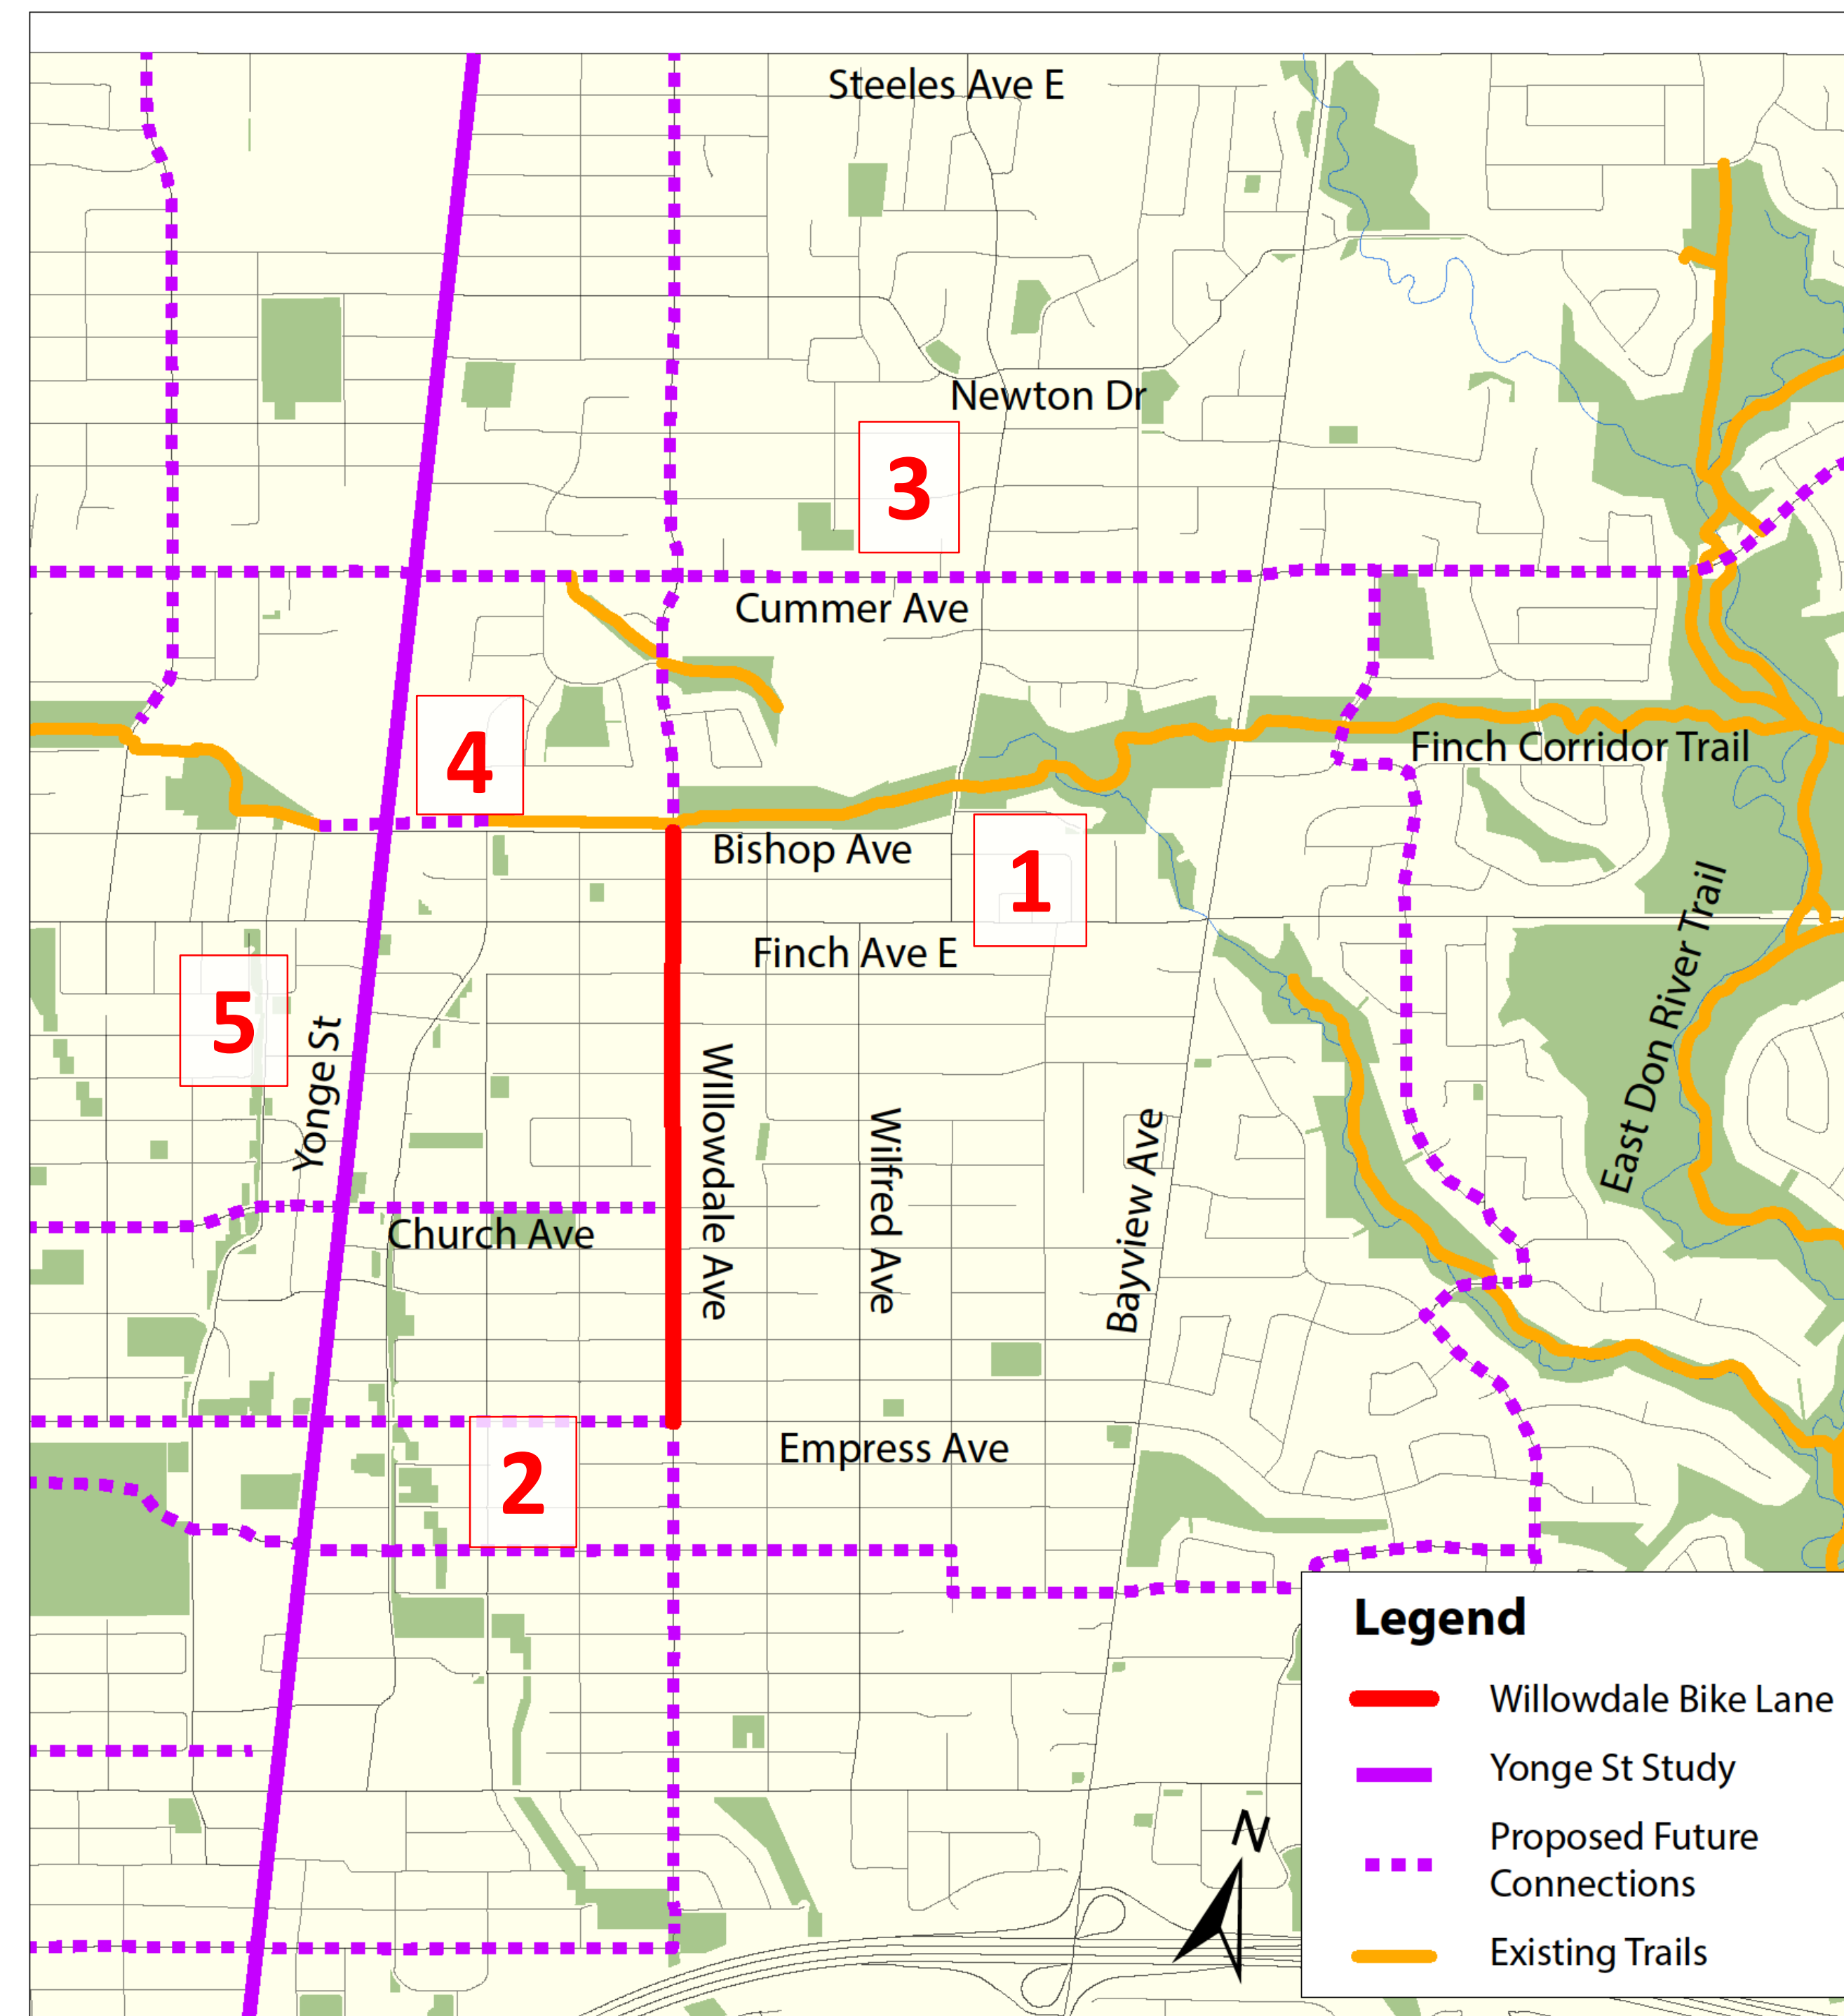 Steeles Ave E
Newton Dr
3
Cummer Ave
4
Finch Corridor Trail
Bishop Ave
1
Finch Ave E
5
Yonge St
WIllowdale Ave
Wilfred Ave
Bayview Ave
East Don River Trail
Church Ave
Empress Ave
2
Legend
Willowdale Bike Lane
Yonge St Study
Proposed Future
Connections
Existing Trails
N